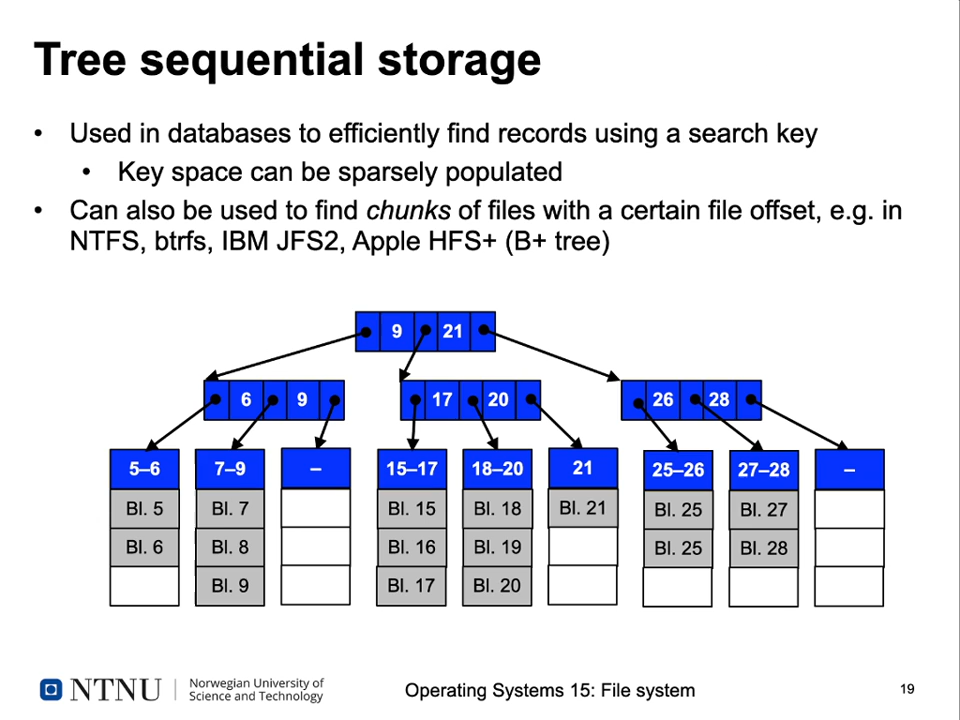 Tree sequential storage
• Used in databases to efficiently find records using a search key
• Key space can be sparsely populated
• Can also be used to find chunks of files with a certain file offset, e.g. in
NTFS, btrfs, IBM JFS2, Apple HFS+ (B+ tree)
9 21
6 9 17 20 26 28
5–6 7–9 – 15–17 18–20 21 25–26 27–28 –
Bl. 5 Bl. 7 Bl. 15 Bl. 18 Bl. 21 Bl. 25 Bl. 27
Bl. 6 Bl. 8 Bl. 16 Bl. 19 Bl. 25 Bl. 28
Bl. 9 Bl. 17 Bl. 20
NTNU
Norwegian University of
Science and Technology
Operating Systems 15: File system
19